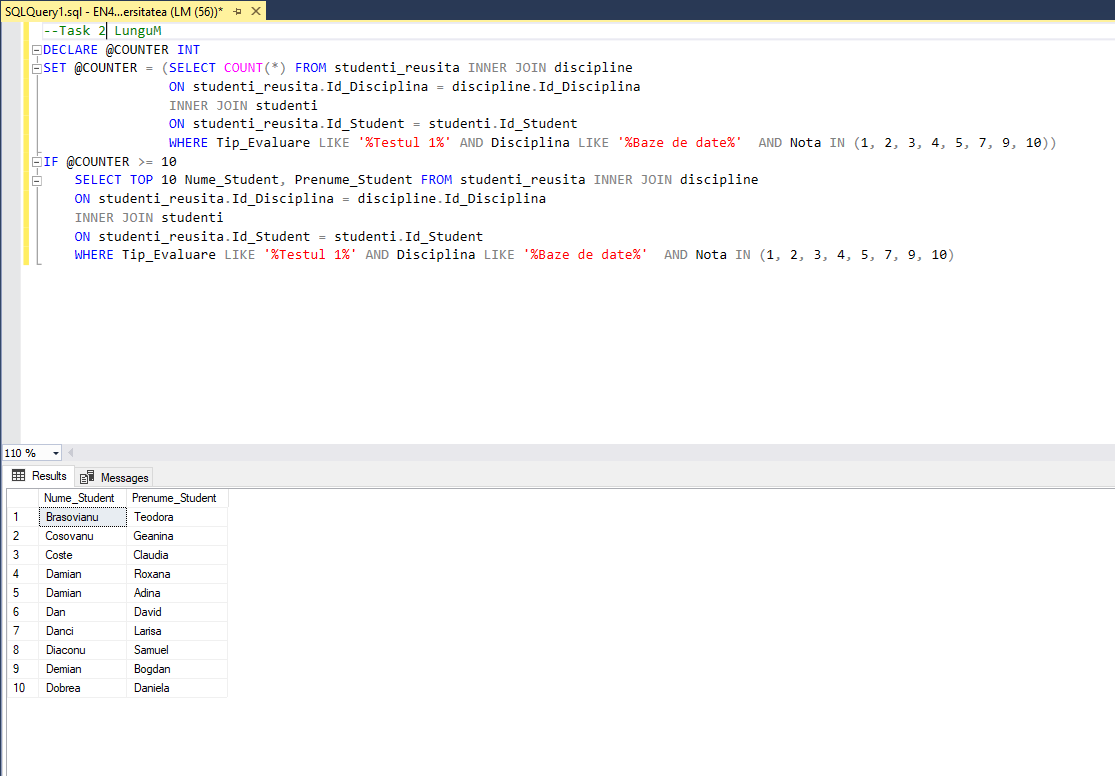 SQLQuery1.sql - EN4...ersitatea (LM (56))*
--Task 2 LunguM
DECLARE @COUNTER INT
SET @COUNTER = (SELECT COUNT(*) FROM studenti_reusita INNER JOIN discipline
ON studenti_reusita.Id_Disciplina = discipline.Id_Disciplina
INNER JOIN studenti
ON studenti_reusita.Id_Student = studenti.Id_Student
WHERE Tip_Evaluare LIKE '%Testul 1%' AND Disciplina LIKE '%Baze de date%'  AND Nota IN (1, 2, 3, 4, 5, 7, 9, 10))
IF @COUNTER >= 10
SELECT TOP 10 Nume_Student, Prenume_Student FROM studenti_reusita INNER JOIN discipline
ON studenti_reusita.Id_Disciplina = discipline.Id_Disciplina
INNER JOIN studenti
ON studenti_reusita.Id_Student = studenti.Id_Student
WHERE Tip_Evaluare LIKE '%Testul 1%' AND Disciplina LIKE '%Baze de date%'  AND Nota IN (1, 2, 3, 4, 5, 7, 9, 10)
110 %
Results Messages
Nume_Student Prenume_Student
1 Brasovianu Teodora
2 Cosovanu Geanina
3 Coste Claudia
4 Damian Roxana
5 Damian Adina
6 Dan David
7 Danci Larisa
8 Diaconu Samuel
9 Demian Bogdan
10 Dobrea Daniela